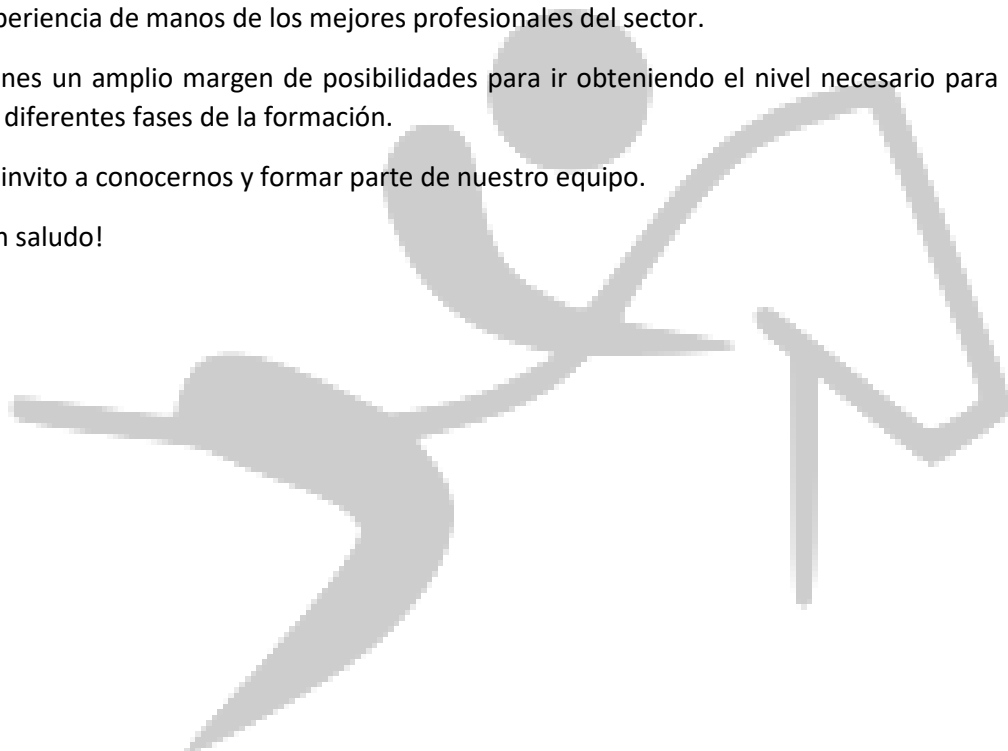 periencia de manos de los mejores profesionales del sector.
nes un amplio margen de posibilidades para ir obteniendo el nivel necesario para
diferentes fases de la formación.
invito a conocernos y formar parte de nuestro equipo.
n saludo!